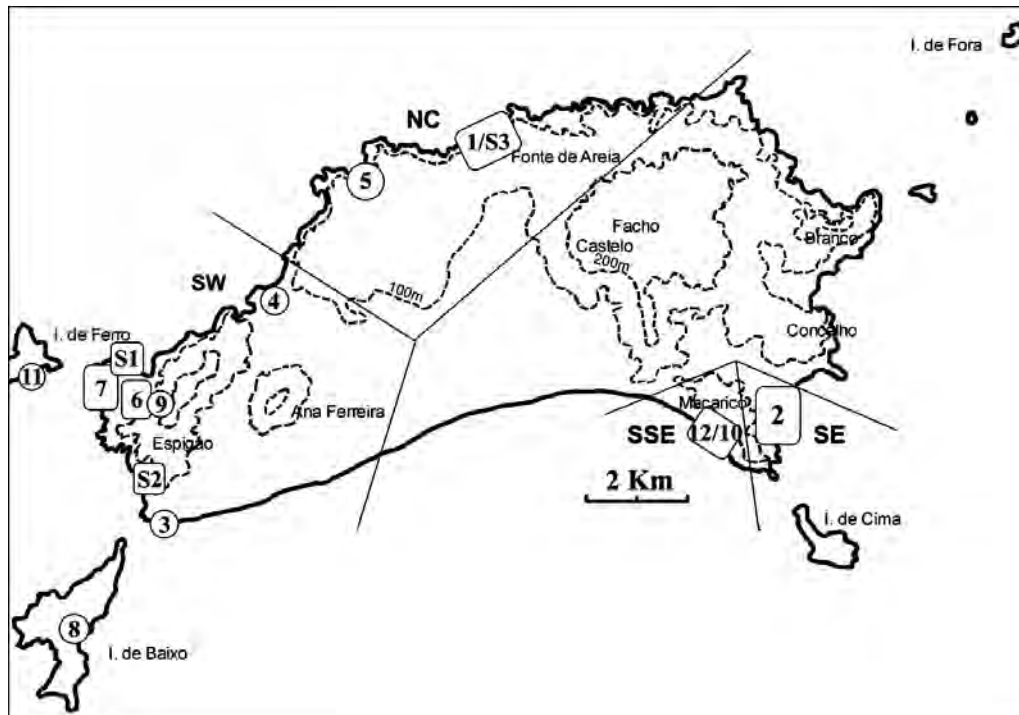 I. de Fora
NC
1/S3
Fonte de Areia
5
Facho
Branco
Castelo
200m
SW
100m
4
Concelho
I. de Ferro
S1
11
7
6
9
Ana Ferreira
Macarico
2
Espigão
SSE
12/10
SE
S2
2 Km
3
I. de Cima
8
I. de Baixo